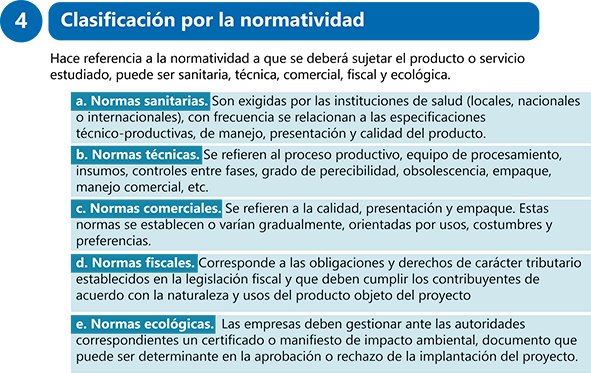 4 Clasificación por la normatividad
Hace referencia a la normatividad a que se deberá sujetar el producto o servicio
estudiado, puede ser sanitaria, técnica, comercial, fiscal y ecológica.
a. Normas sanitarias. Son exigidas por las instituciones de salud (locales, nacionales
o internacionales), con frecuencia se relacionan a las especificaciones
técnico-productivas, de manejo, presentación y calidad del producto.
b. Normas técnicas. Se refieren al proceso productivo, equipo de procesamiento,
insumos, controles entre fases, grado de perecibilidad, obsolescencia, empaque,
manejo comercial, etc.
c. Normas comerciales. Se refieren a la calidad, presentación y empaque. Estas
normas se establecen o varían gradualmente, orientadas por usos, costumbres y
preferencias.
d. Normas fiscales. Corresponde a las obligaciones y derechos de carácter tributario
establecidos en la legislación fiscal y que deben cumplir los contribuyentes de
acuerdo con la naturaleza y usos del producto objeto del proyecto
e. Normas ecológicas. Las empresas deben gestionar ante las autoridades
correspondientes un certificado o manifiesto de impacto ambiental, documento que
puede ser determinante en la aprobación o rechazo de la implantación del proyecto.